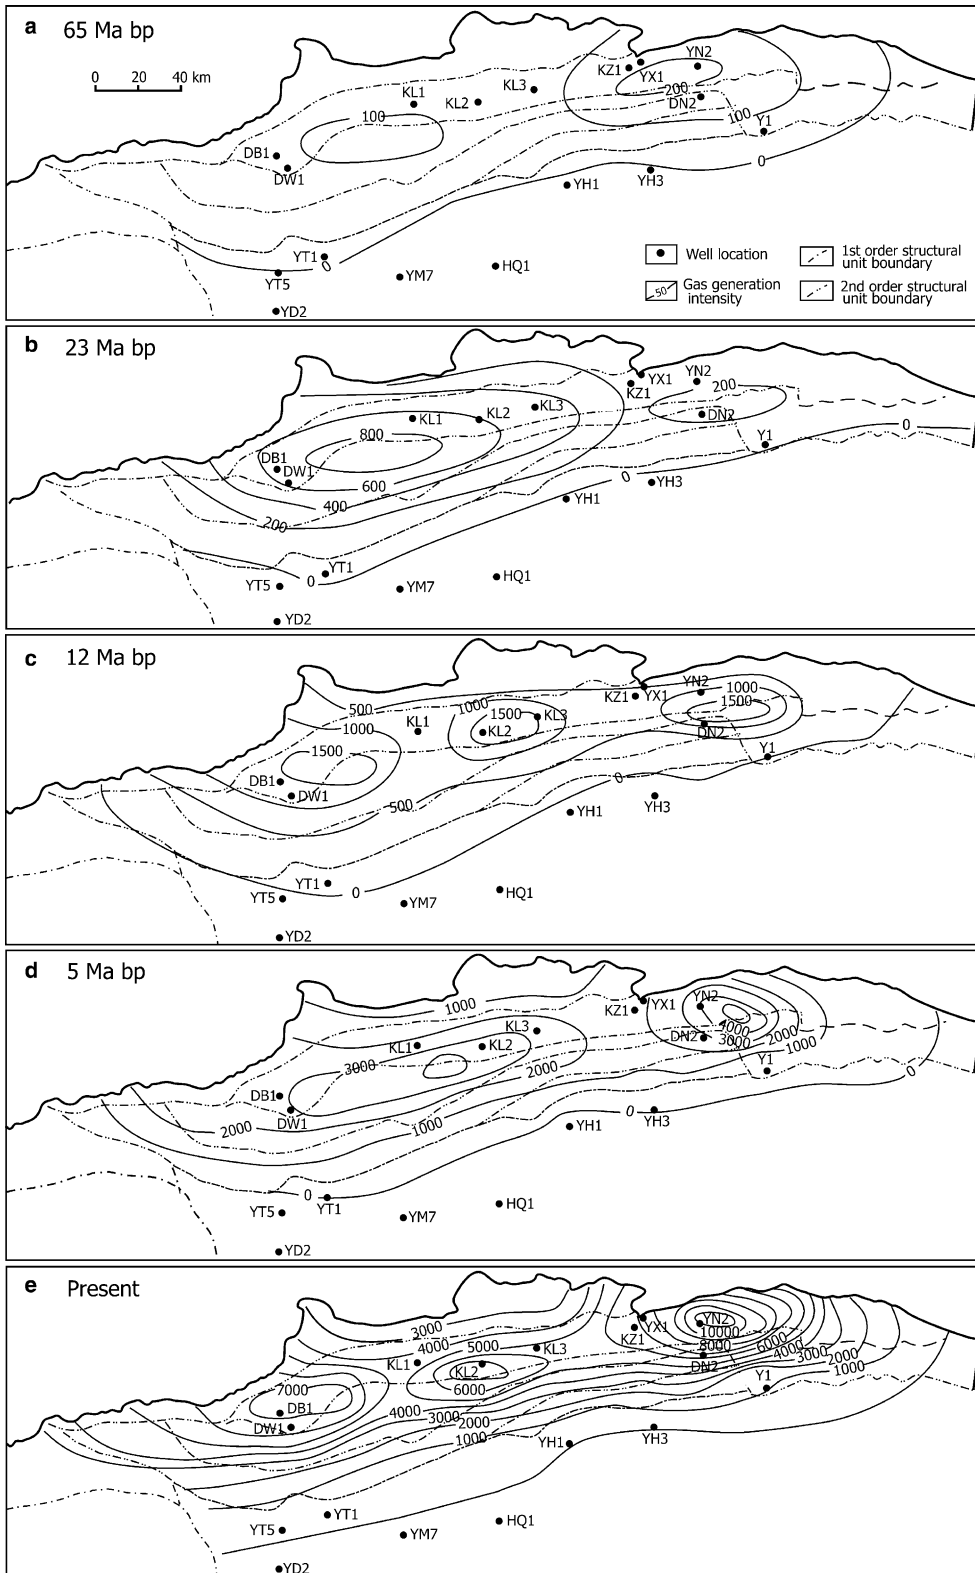 a 65 Ma bp
0 20 40 km
KL1
KL2
KL3
KZ1
YX1
YN2
200
DN2
100
Y1
100
DB1
DW1
0
YH1
YH3
YT1
0
YT5
YM7
HQ1
YD2
Well location
1st order structural
unit boundary
Gas generation
intensity
50
2nd order structural
unit boundary
b 23 Ma bp
YX1
YN2
KZ1
200
KL3
KL1
KL2
DN2
0
800
Y1
DB1
DW1
600
0
YH3
400
YH1
200
YT1
0
YT5
YM7
HQ1
YD2
c 12 Ma bp
YN2
1000
KZ1
YX1
500
1000
1500
1500
KL3
KL1
1000
KL2
DN2
1500
Y1
DB1
DW1
0
500
YH1
YH3
YT1
0
YT5
YM7
HQ1
YD2
d 5 Ma bp
1000
YX1
YN2
KZ1
4000
KL3
KL1
KL2
DN2
3000
2000
1000
3000
2000
Y1
0
DB1
DW1
0
2000
1000
YH1
YH3
0
YT5
YT1
YM7
HQ1
YD2
e Present
3000
YX1
YN2
KZ1
10000
4000
5000
KL3
8000
6000
4000
3000
2000
1000
KL1
KL2
DN2
6000
7000
Y1
DB1
4000
3000
2000
1000
DW1
YH1
YH3
YT1
YT5
YM7
HQ1
YD2